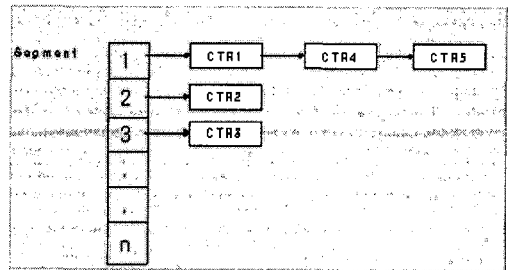 Segment 1 CTR1 CTR4 CTR5
2 CTR2
3 CTR3
.
.
n